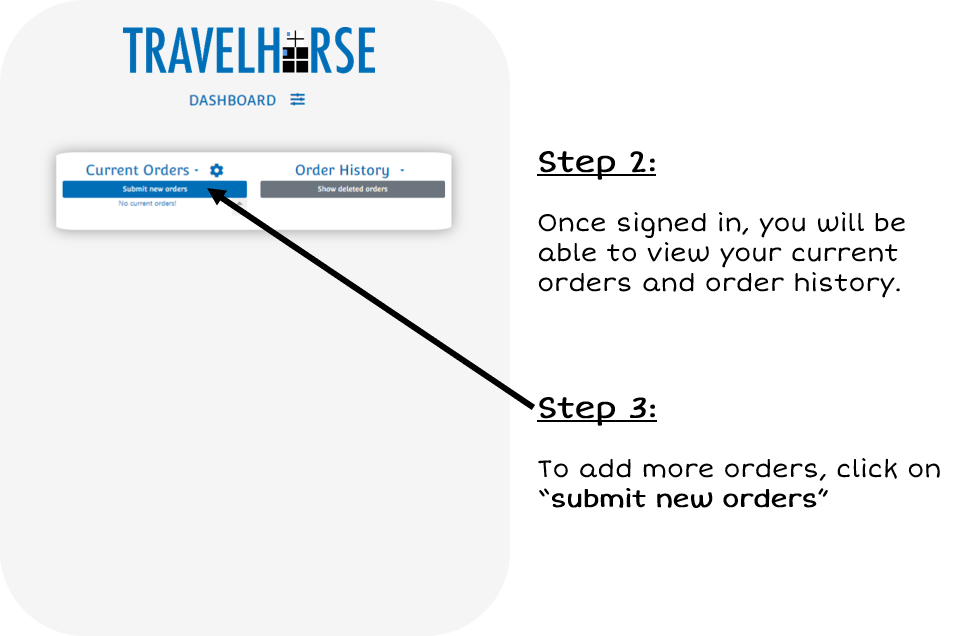 TRAVELHORSE
DASHBOARD
Current Orders
Order History
Submit new orders
Show deleted orders
No current orders!
Step 2:
Once signed in, you will be
able to view your current
orders and order history.
Step 3:
To add more orders, click on
“submit new orders”